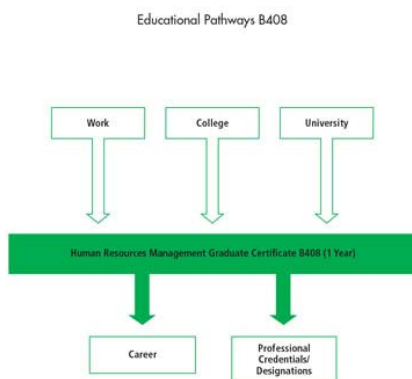 Educational Pathways B408
Work
College
University
Human Resources Management Graduate Certificate B408 (1 Year)
Career
Professional
Credentials/
Designations